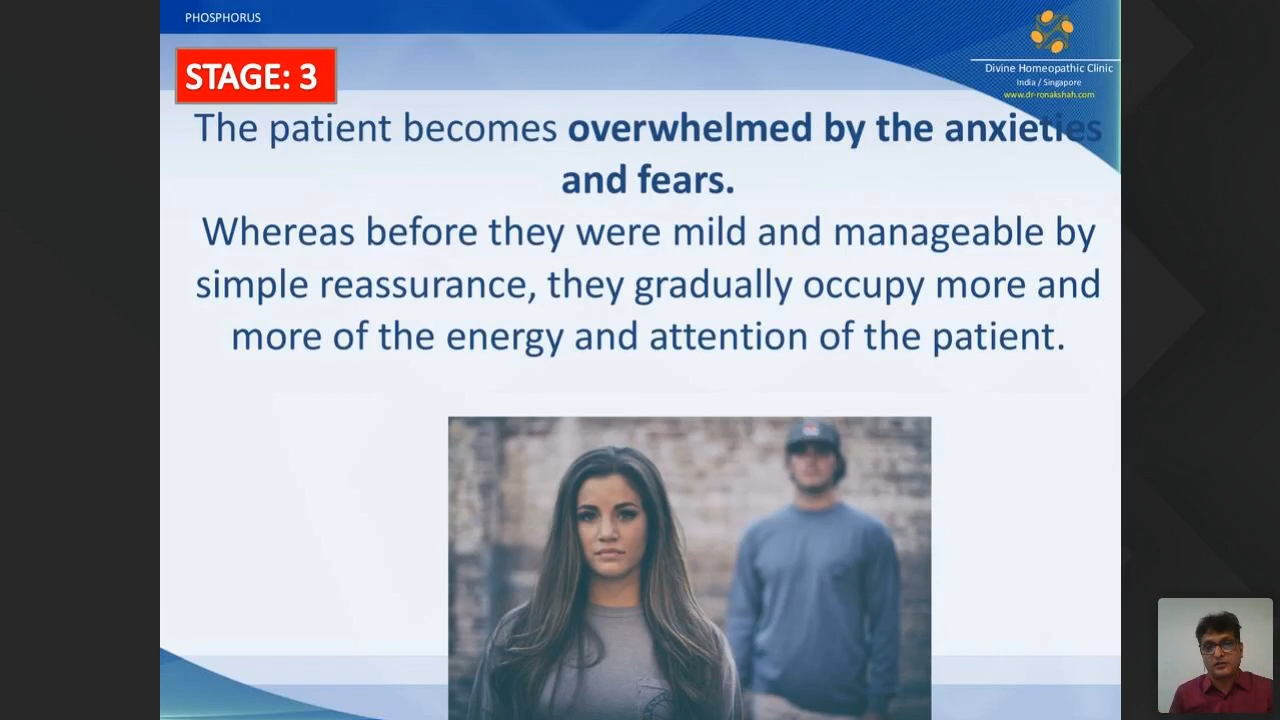 PHOSPHORUS
STAGE: 3
Divine Homeopathic Clinic
India / Singapore
www.dr-ronakshah.com
The patient becomes overwhelmed by the anxieties
and fears.
Whereas before they were mild and manageable by
simple reassurance, they gradually occupy more and
more of the energy and attention of the patient.